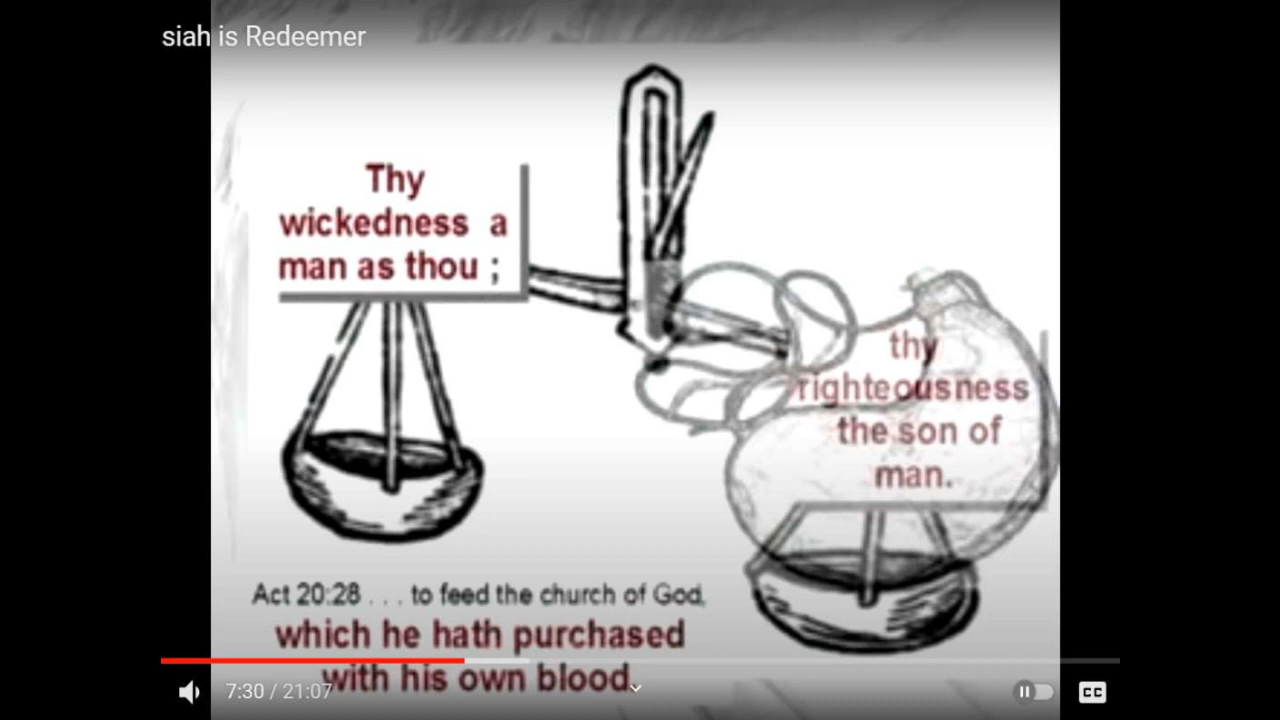 siah is Redeemer
Thy
wickedness a
man as thou ;
thy
righteousness
the son of
man.
Act 20:28 . . . to feed the church of God,
which he hath purchased
with his own blood.
7:30 / 21:07
CC